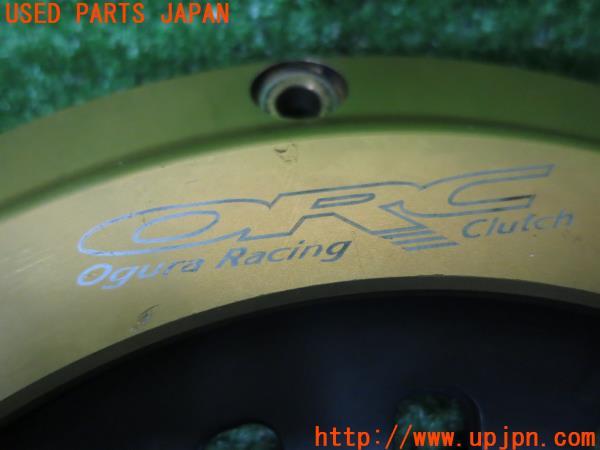 USED PARTS JAPAN
ORC
Ogura Racing Clutch
http://www.upjpn.com